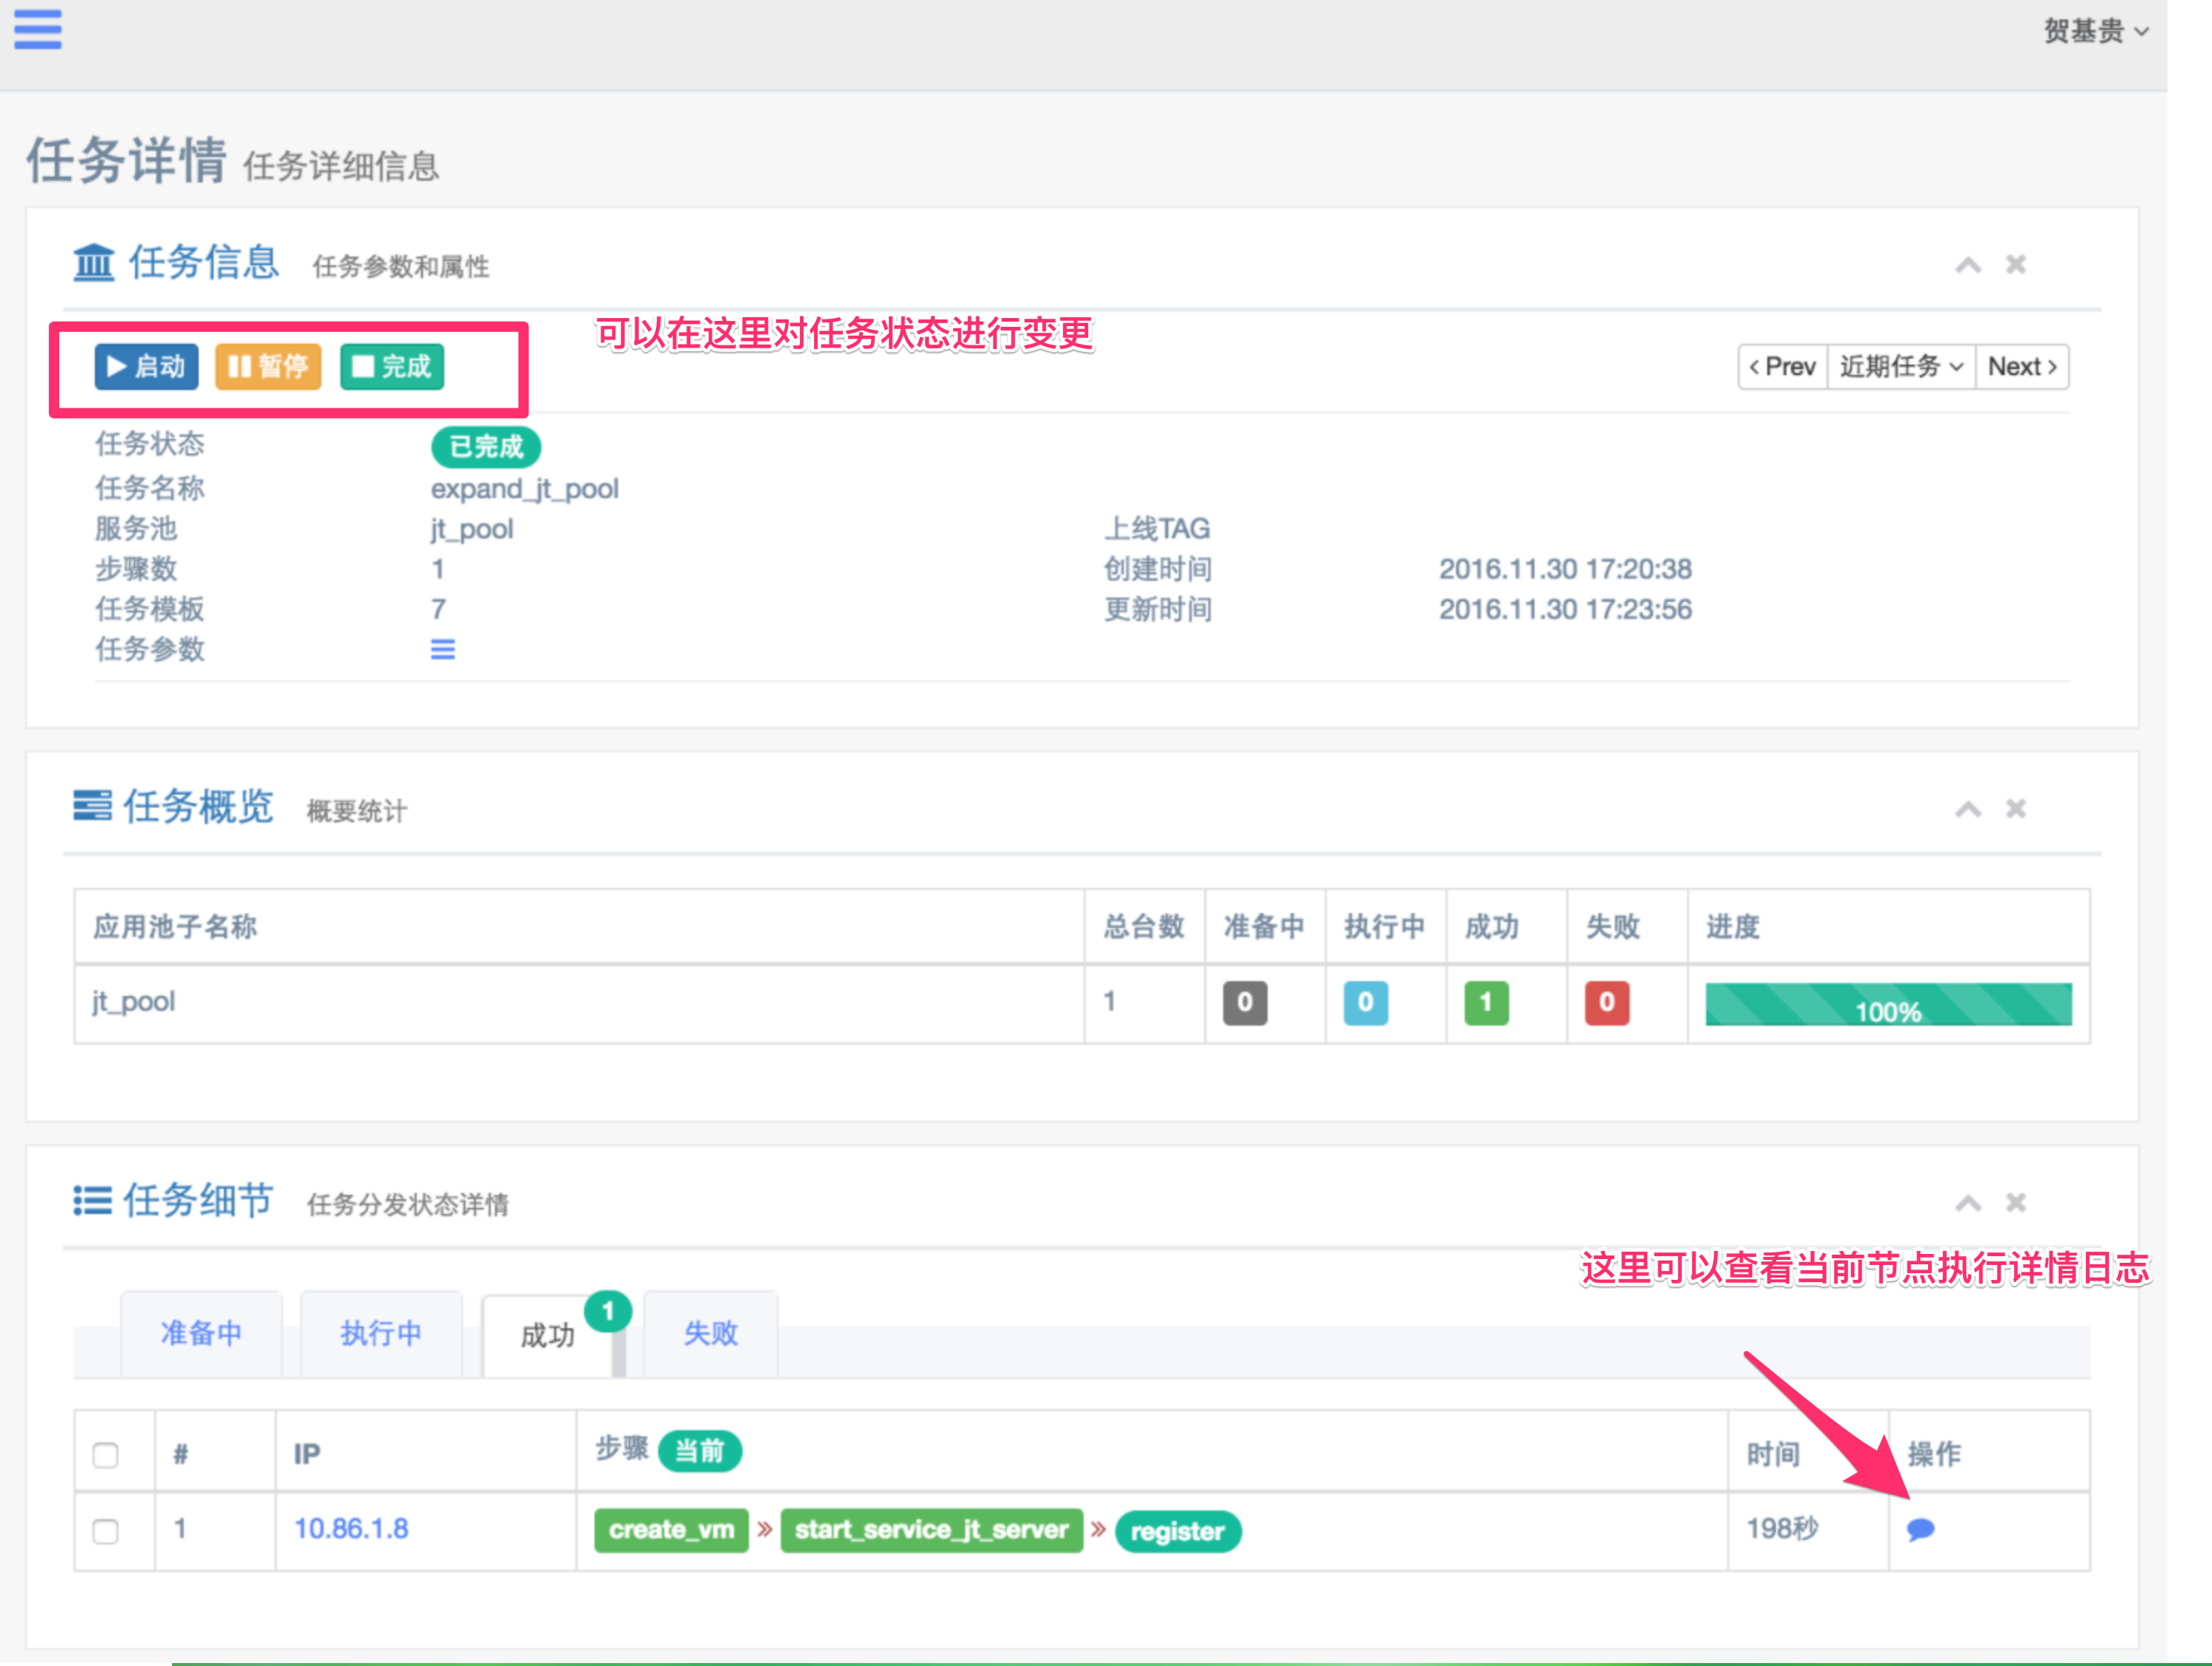 贺基贵
任务详情 任务详细信息
任务信息 任务参数和属性
可以在这里对任务状态进行变更
启动 暂停 完成
Prev 近期任务 Next
任务状态 已完成
任务名称 expand_jt_pool
服务池 jt_pool 上线TAG
步骤数 1 创建时间 2016.11.30 17:20:38
任务模板 7 更新时间 2016.11.30 17:23:56
任务参数
任务概览 概要统计
应用池子名称 总台数 准备中 执行中 成功 失败 进度
jt_pool 1 0 0 1 0 100%
任务细节 任务分发状态详情
这里可以查看当前节点执行详情日志
准备中 执行中 成功 1 失败
# IP 步骤 当前 时间 操作
1 10.86.1.8 create_vm » start_service_jt_server » register 198秒